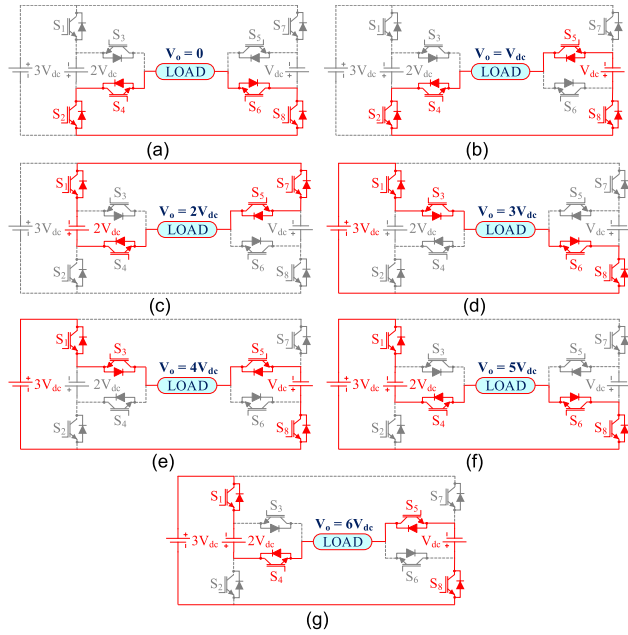 S1 S3 Vo = 0 S5 S7
3Vdc 2Vdc LOAD Vdc
S2 S4 S6 S8
(a)
S1 S3 Vo = Vdc S5 S7
3Vdc 2Vdc LOAD Vdc
S2 S4 S6 S8
(b)
S1 S3 Vo = 2Vdc S5 S7
3Vdc 2Vdc LOAD Vdc
S2 S4 S6 S8
(c)
S1 S3 Vo = 3Vdc S5 S7
3Vdc 2Vdc LOAD Vdc
S2 S4 S6 S8
(d)
S1 S3 Vo = 4Vdc S5 S7
3Vdc 2Vdc LOAD Vdc
S2 S4 S6 S8
(e)
S1 S3 Vo = 5Vdc S5 S7
3Vdc 2Vdc LOAD Vdc
S2 S4 S6 S8
(f)
S1 S3 Vo = 6Vdc S5 S7
3Vdc 2Vdc LOAD Vdc
S2 S4 S6 S8
(g)